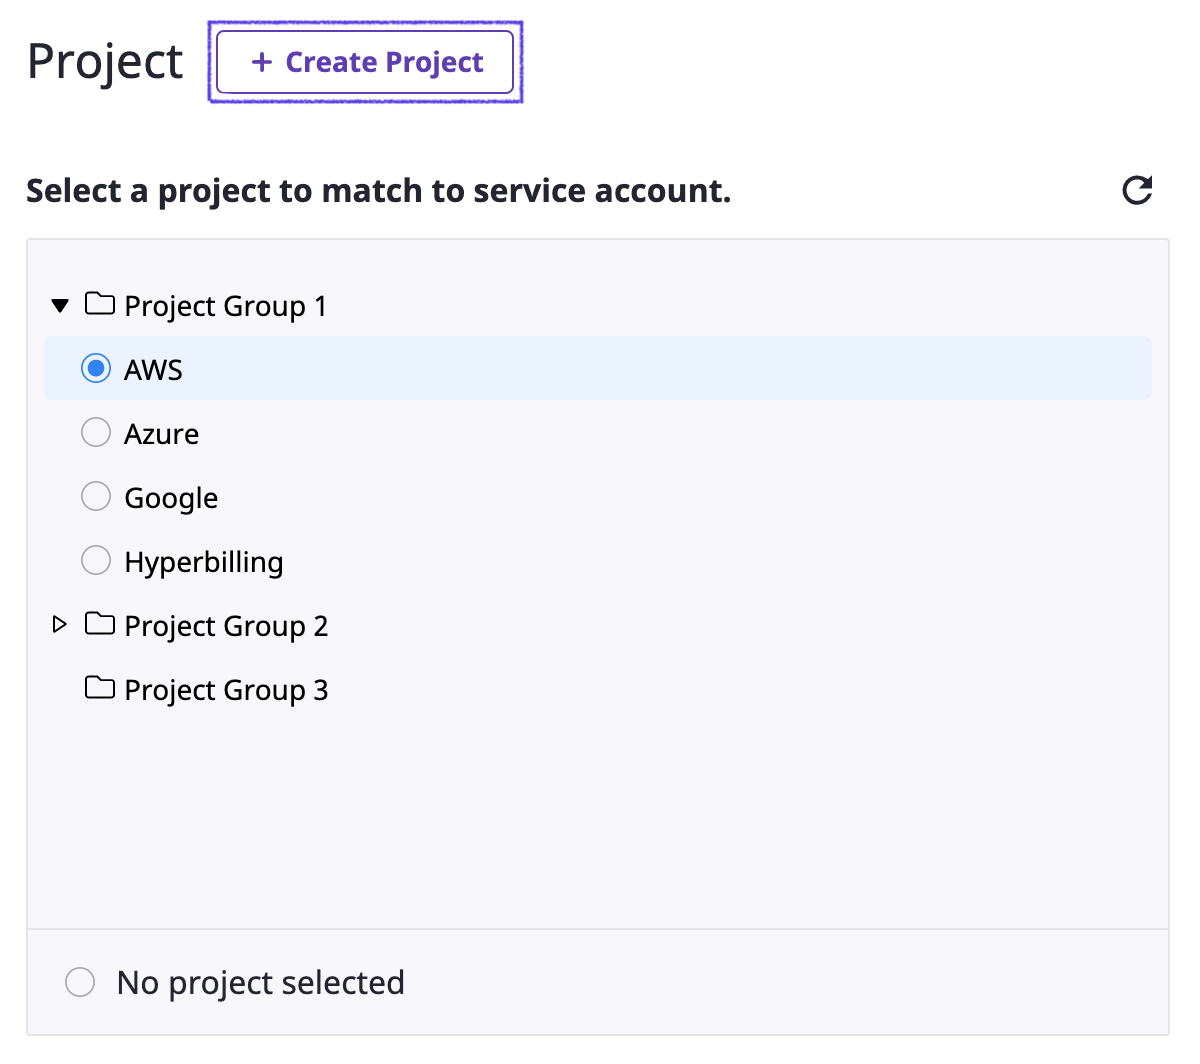 Project
+ Create Project
Select a project to match to service account.
Project Group 1
AWS
Azure
Google
Hyperbilling
Project Group 2
Project Group 3
No project selected